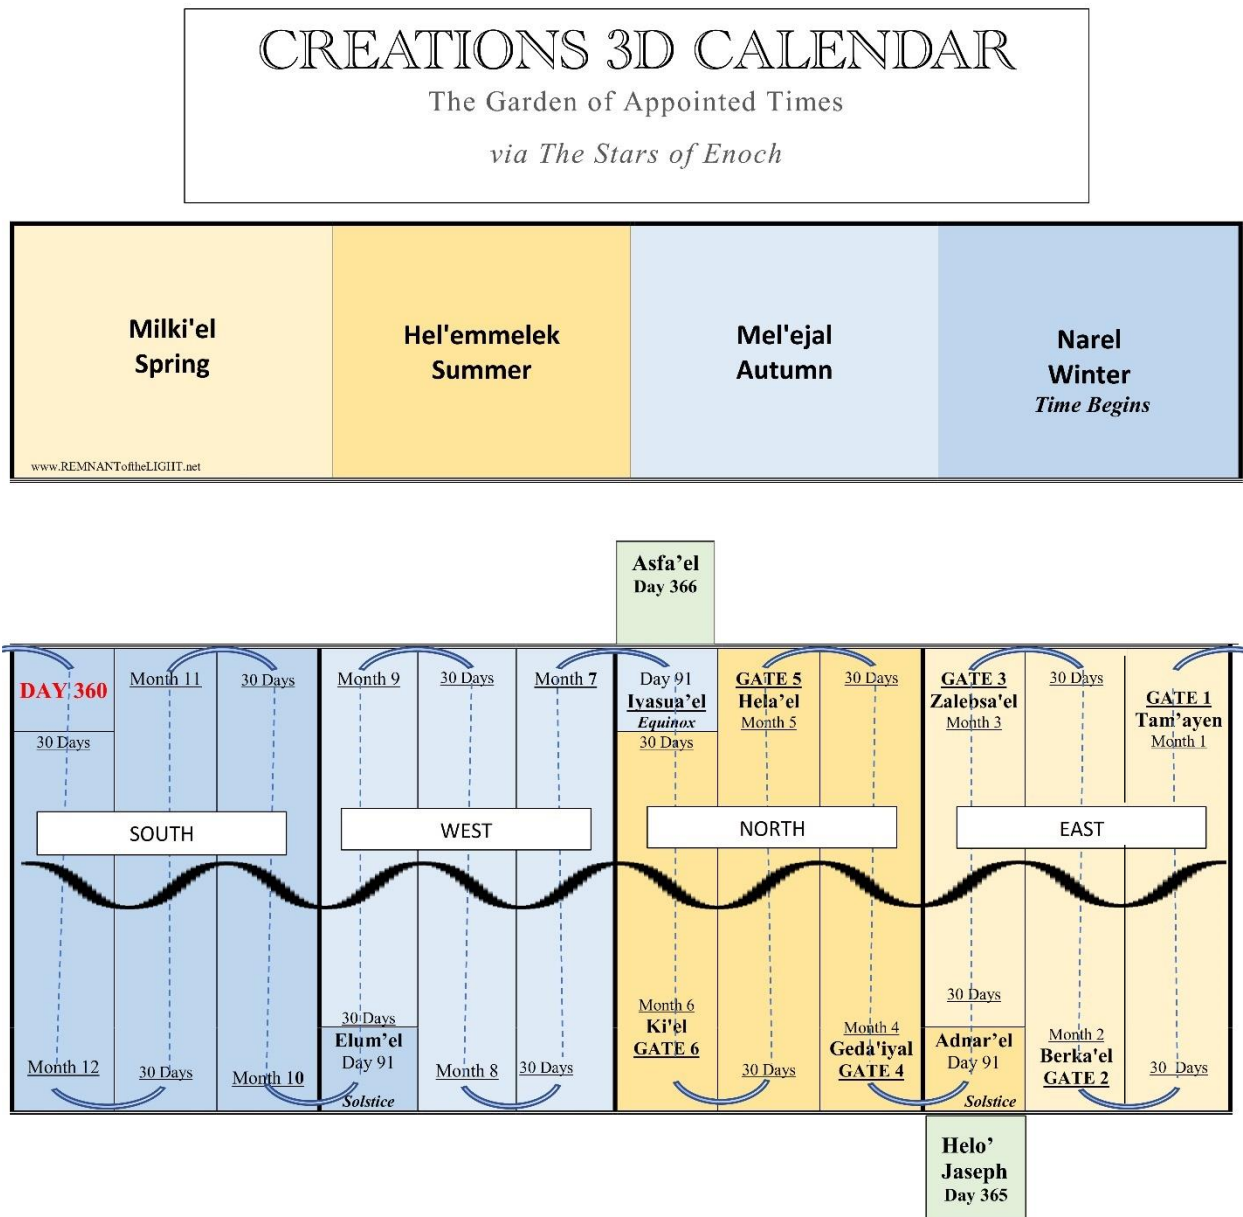 CREATIONS 3D CALENDAR
The Garden of Appointed Times
via The Stars of Enoch
Milki'el
Spring
www.REMNANToftheLIGHT.net
Hel'emmelek
Summer
Mel'ejal
Autumn
Narel
Winter
Time Begins
Asfa’el
Day 366
DAY 360
30 Days
Month 11
30 Days
Month 9
30 Days
Month 7
Day 91
Iyasua’el
Equinox
30 Days
GATE 5
Hela’el
Month 5
30 Days
GATE 3
Zalebsa'el
Month 3
30 Days
GATE 1
Tam’ayen
Month 1
SOUTH
WEST
NORTH
EAST
Month 12
30 Days
Month 10
30 Days
Elum’el
Day 91
Solstice
Month 8
30 Days
Month 6
Ki'el
GATE 6
30 Days
Month 4
Geda'iyal
GATE 4
30 Days
Adnar’el
Day 91
Solstice
Month 2
Berka’el
GATE 2
30 Days
Helo’
Jaseph
Day 365